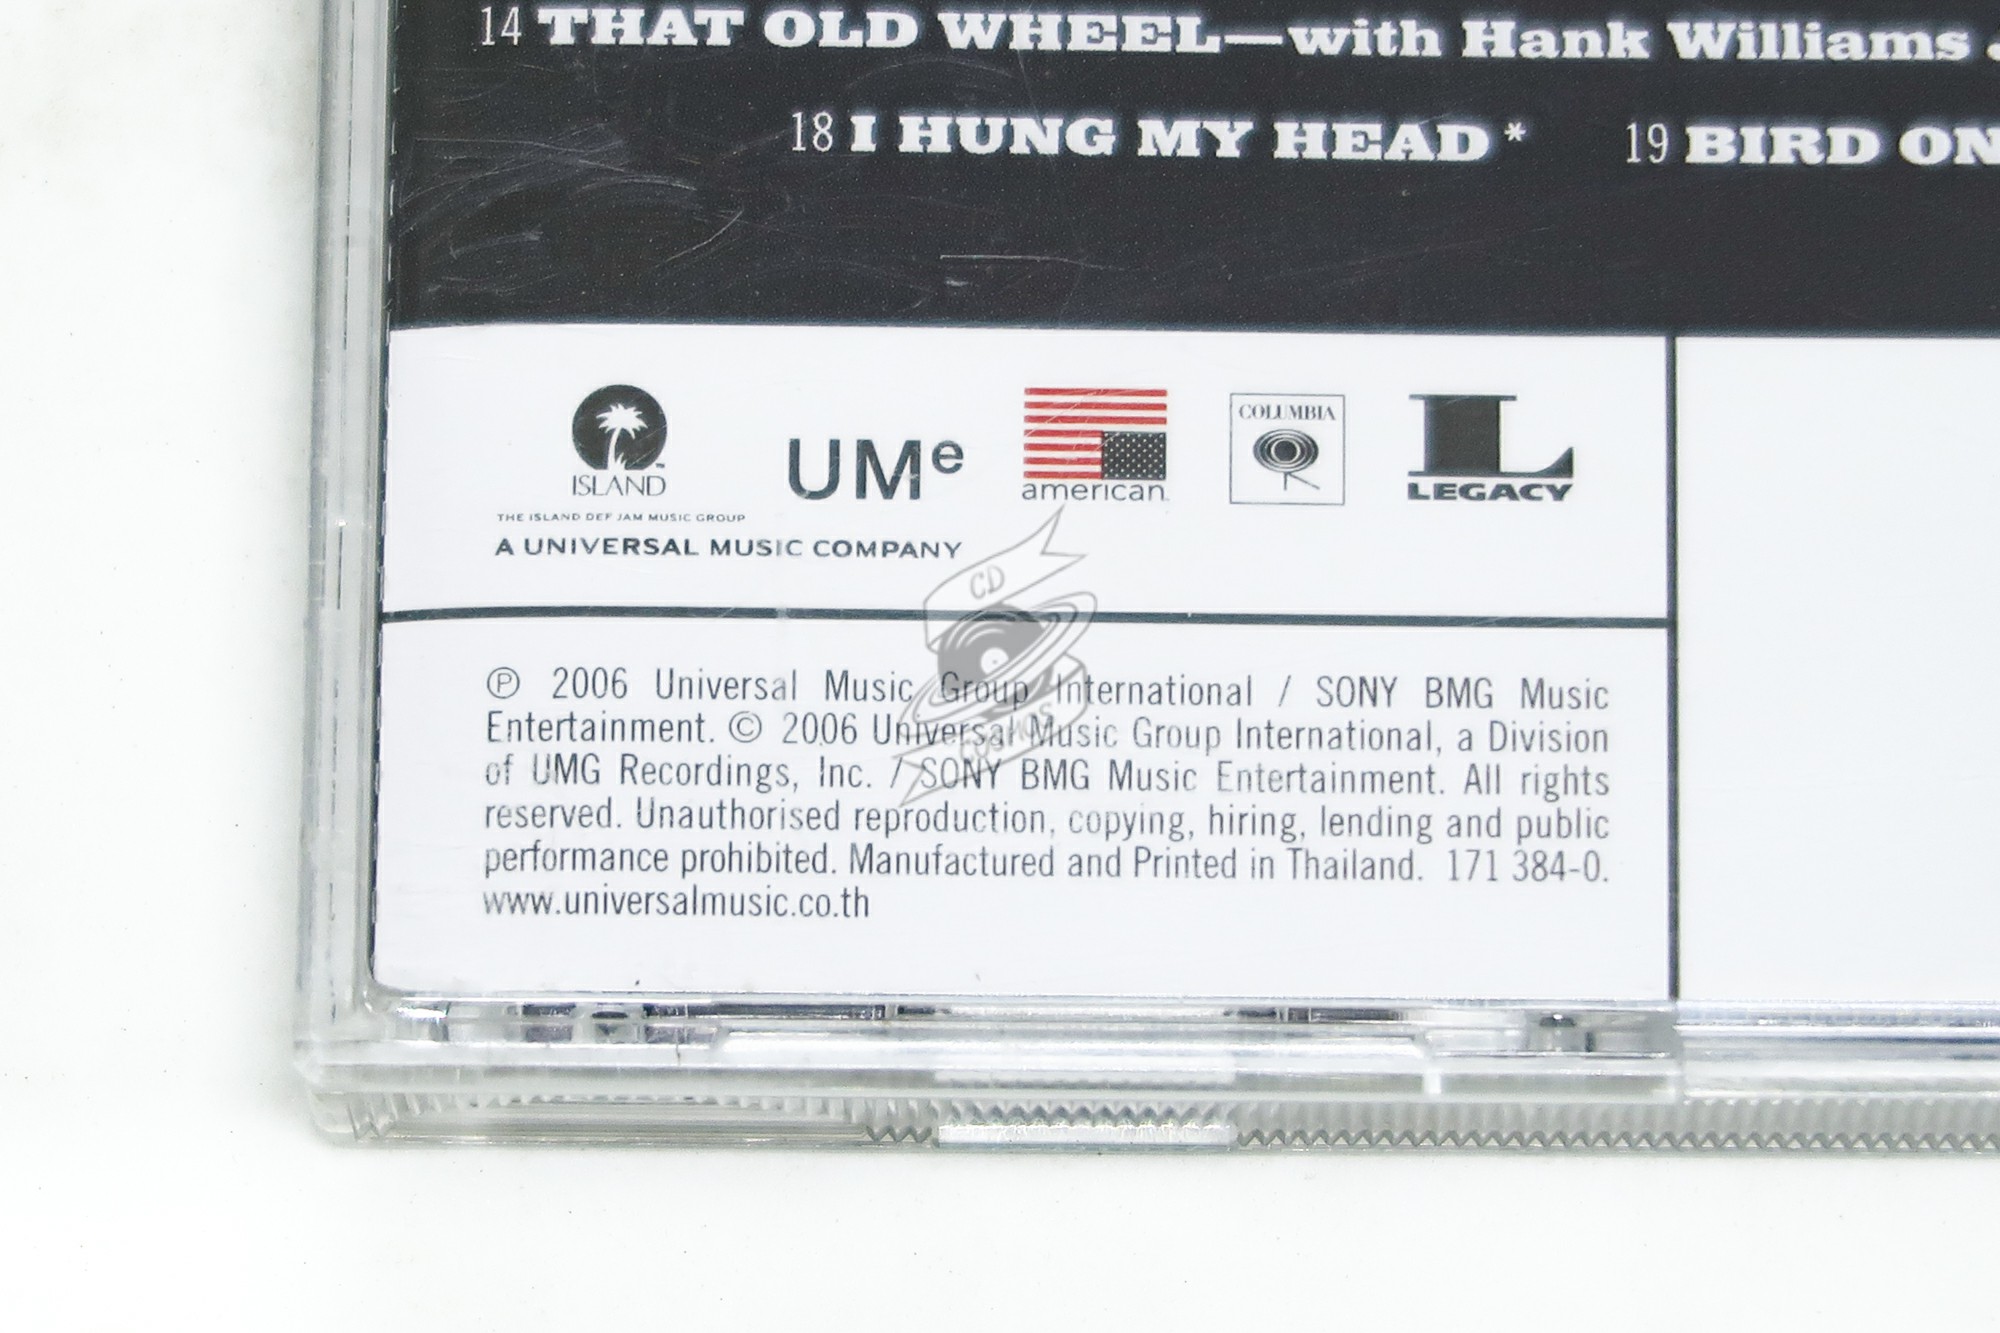 14 THAT OLD WHEEL—with Hank Williams
18 I HUNG MY HEAD * 19 BIRD ON
ISLAND
THE ISLAND DEF JAM MUSIC GROUP
UMe
american
COLUMBIA
L
LEGACY
A UNIVERSAL MUSIC COMPANY
CD
COSMOS
℗ 2006 Universal Music Group International / SONY BMG Music
Entertainment. © 2006 Universal Music Group International, a Division
of UMG Recordings, Inc. / SONY BMG Music Entertainment. All rights
reserved. Unauthorised reproduction, copying, hiring, lending and public
performance prohibited. Manufactured and Printed in Thailand. 171 384-0.
www.universalmusic.co.th